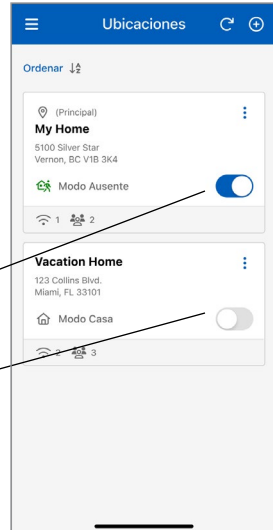 Ubicaciones
Ordenar
(Principal)
My Home
5100 Silver Star
Vernon, BC V1B 3K4
Modo Ausente
1 2
Vacation Home
123 Collins Blvd.
Miami, FL 33101
Modo Casa
2 3